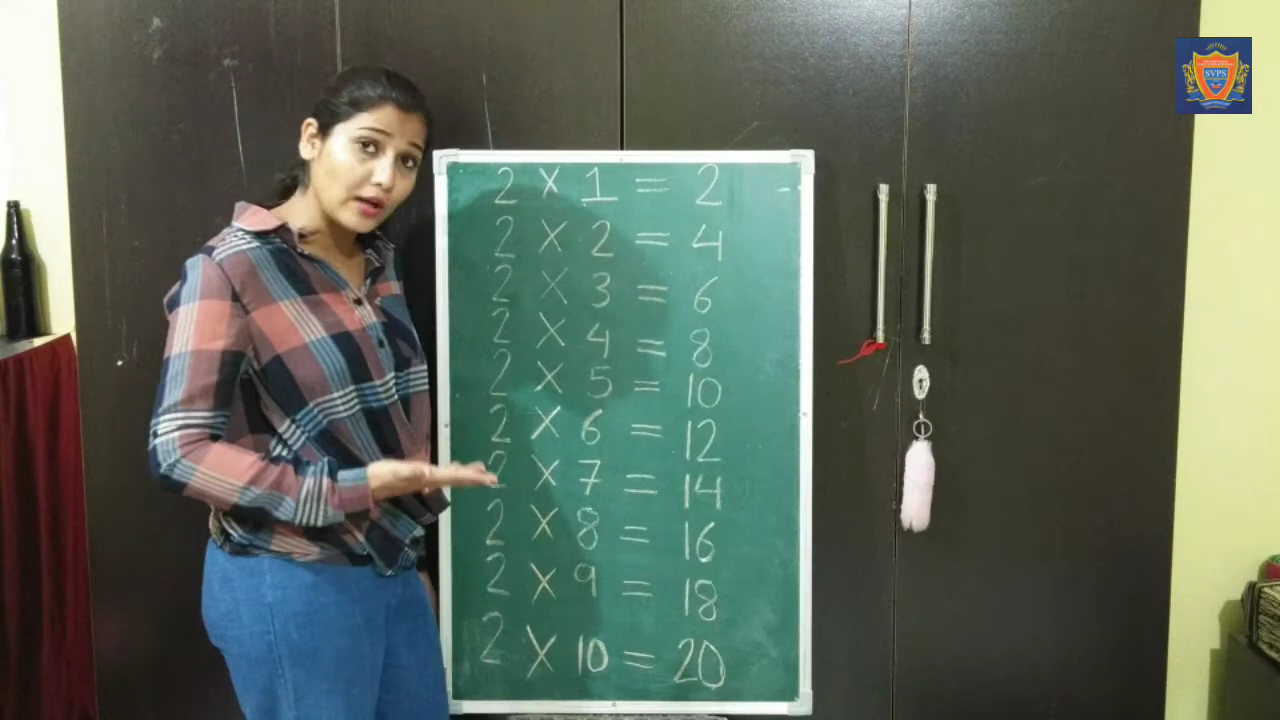 SVPS
2 × 1 = 2
2 × 2 = 4
2 × 3 = 6
2 × 4 = 8
2 × 5 = 10
2 × 6 = 12
2 × 7 = 14
2 × 8 = 16
2 × 9 = 18
2 × 10 = 20